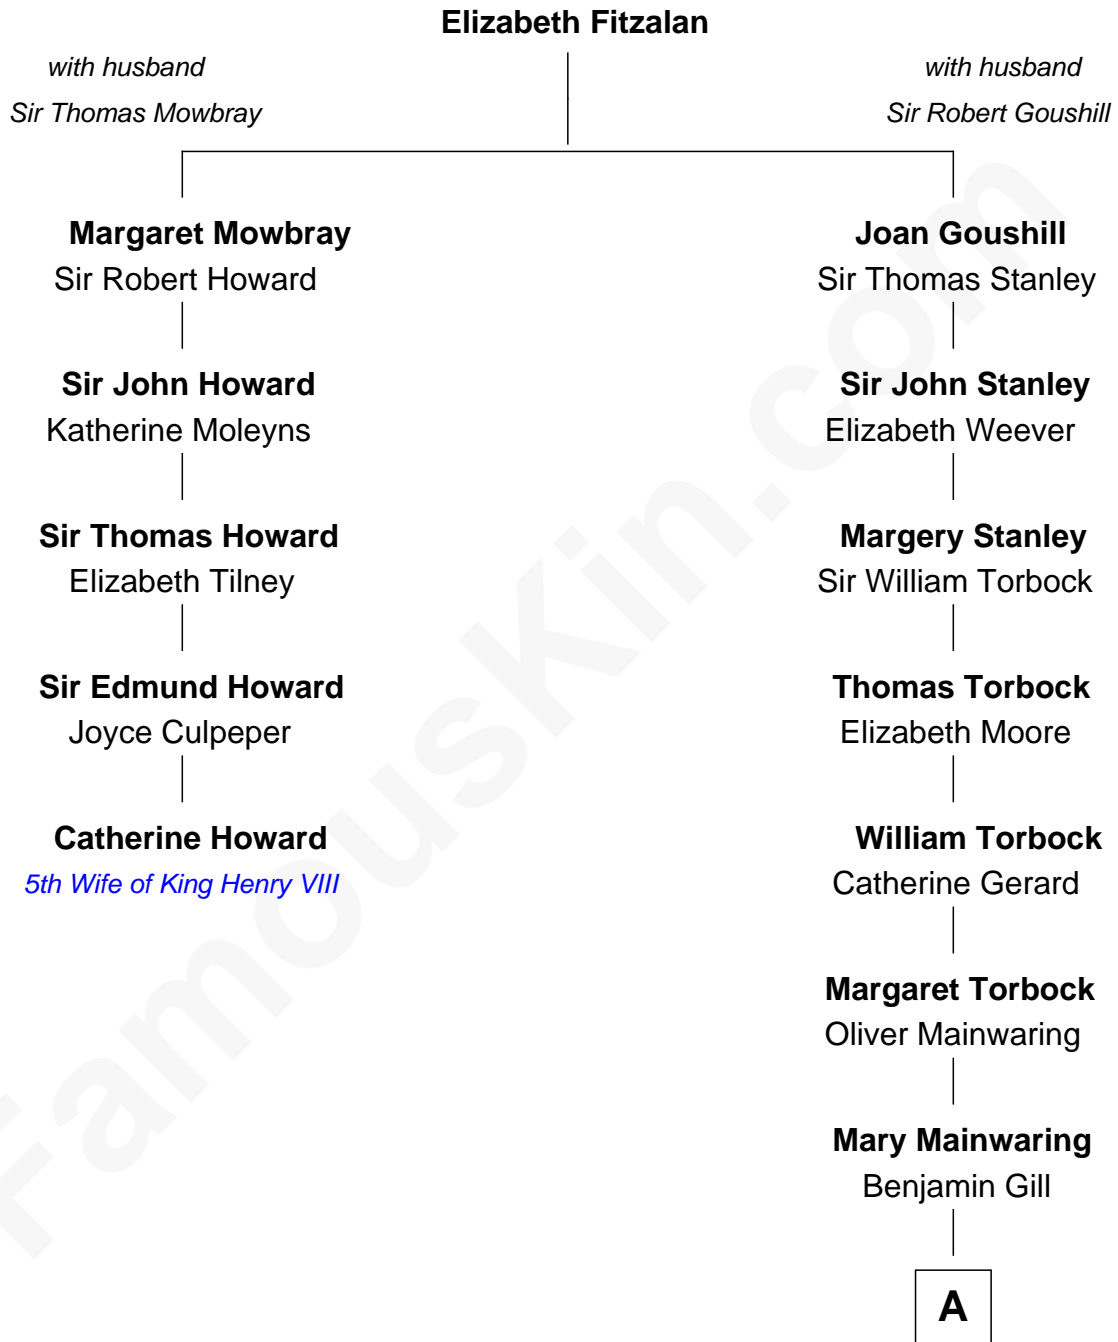 Elizabeth Fitzalan
with husband
Sir Thomas Mowbray
with husband
Sir Robert Goushill
Margaret Mowbray
Sir Robert Howard
Joan Goushill
Sir Thomas Stanley
Sir John Howard
Katherine Moleyns
Sir John Stanley
Elizabeth Weever
Sir Thomas Howard
Elizabeth Tilney
Margery Stanley
Sir William Torbock
Sir Edmund Howard
Joyce Culpeper
Thomas Torbock
Elizabeth Moore
Catherine Howard
5th Wife of King Henry VIII
William Torbock
Catherine Gerard
Margaret Torbock
Oliver Mainwaring
Mary Mainwaring
Benjamin Gill
A
FamousKin.com